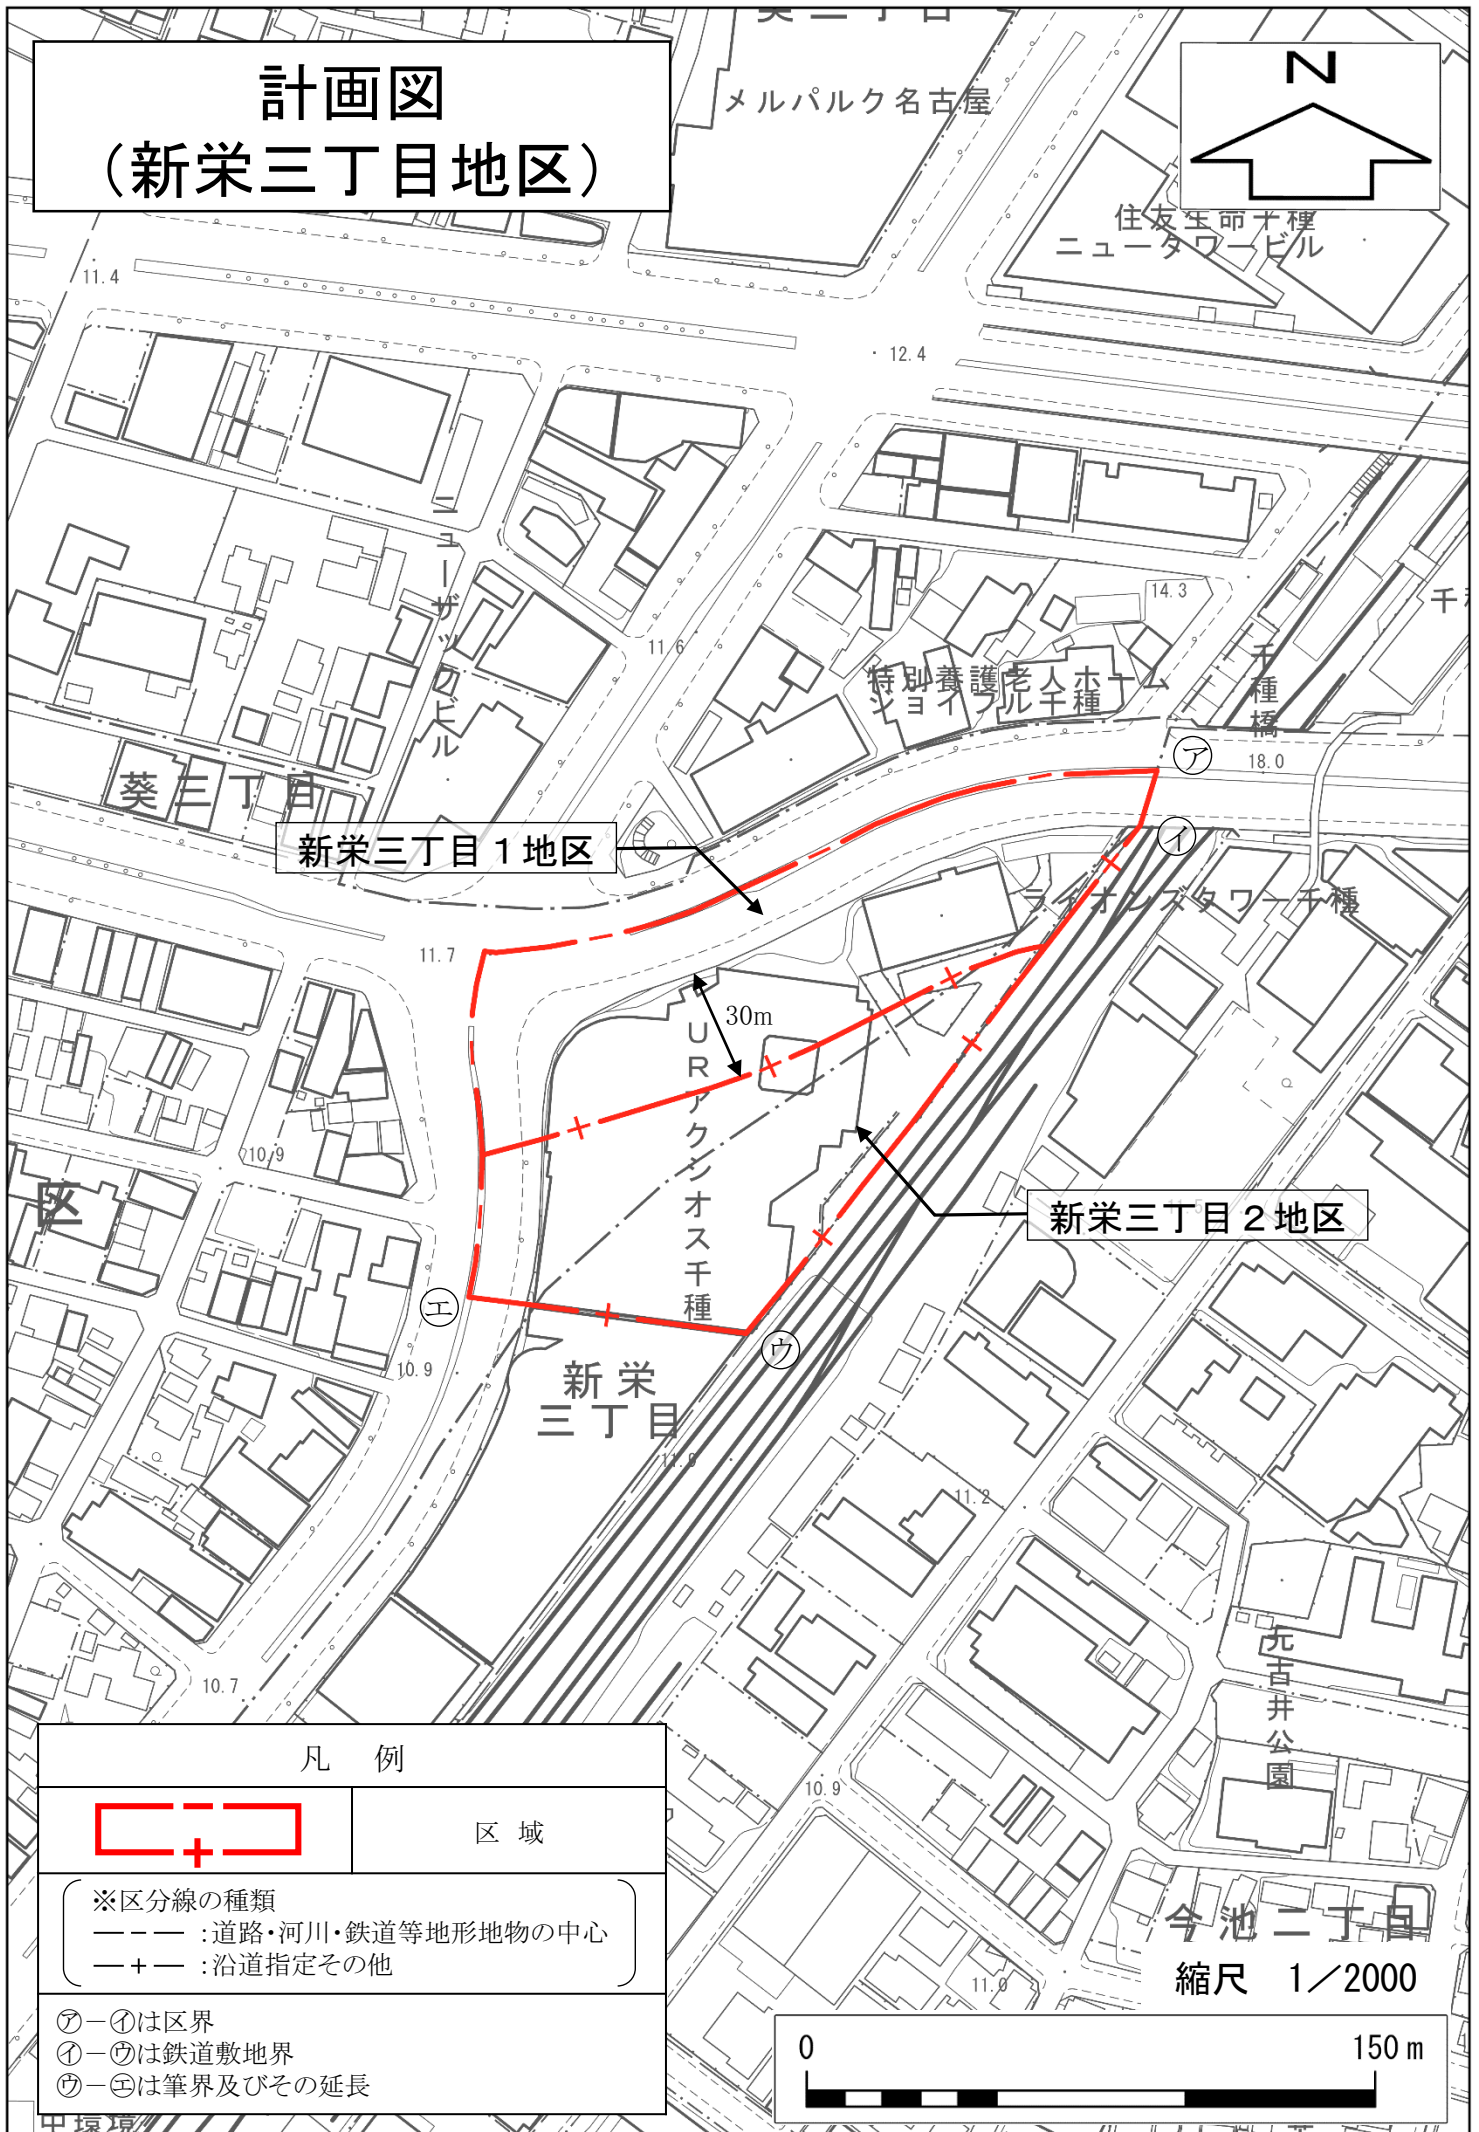 計画図
（新栄三丁目地区）
メルパルク名古屋
N
住友生命千種
ニュータワービル
11.4
12.4
ニューザックビル
14.3
11.6
特別養護老人ホーム
ジョイフル千種
千種橋
葵三丁目
㋐
18.0
新栄三丁目１地区
㋑
ライオンズタワー千種
11.7
30m
URアクシオス千種
10.9
区
新栄三丁目２地区
㋓
㋒
10.9
新栄
三丁目
11.9
11.2
元古井公園
10.7
10.9
凡　例
区 域
※区分線の種類
―－― ：道路・河川・鉄道等地形地物の中心
―＋― ：沿道指定その他
㋐－㋑は区界
㋑－㋒は鉄道敷地界
㋒－㋓は筆界及びその延長
今池二丁目
11.0
縮尺　1／2000
0
150 m